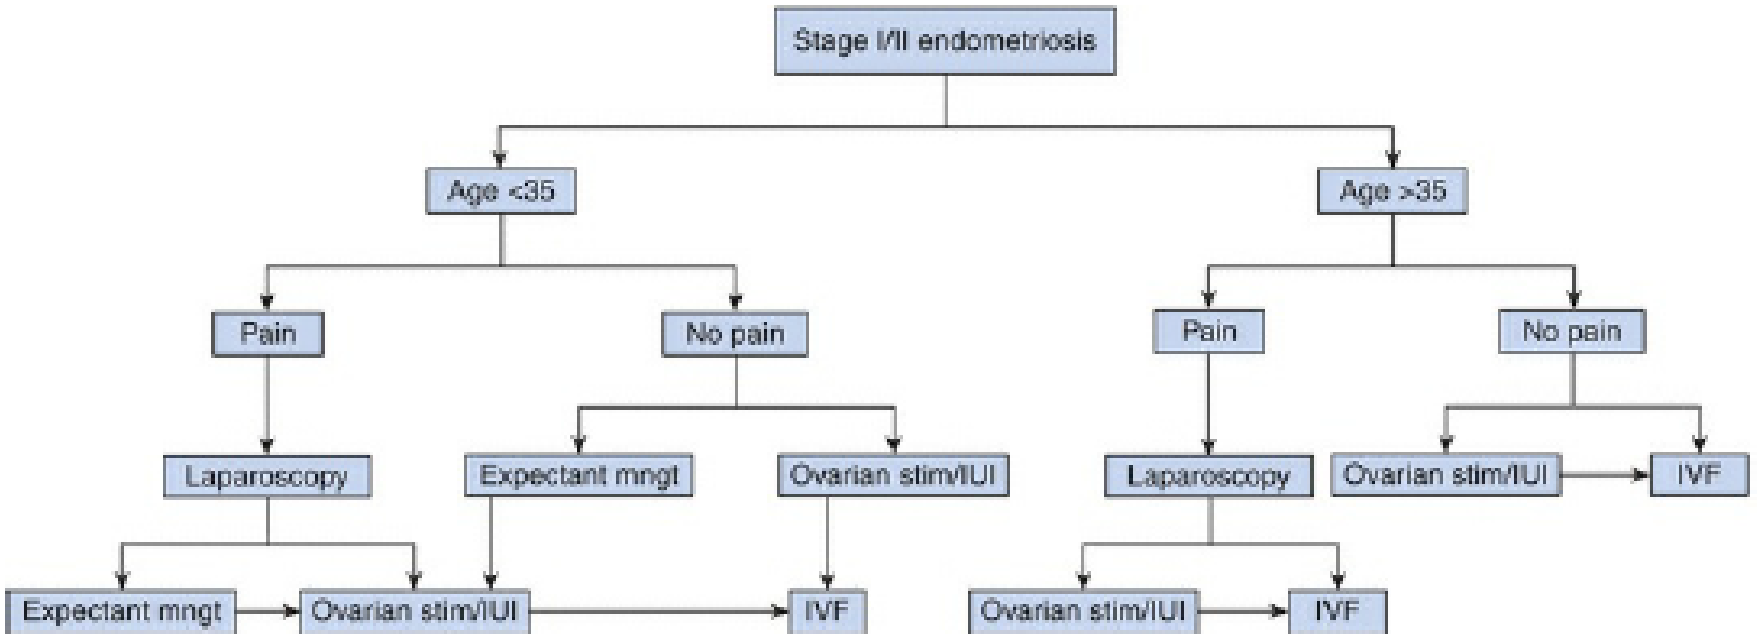 Stage I/II endometriosis
Age <35
Age >35
Pain
No pain
Pain
No pain
Laparoscopy
Expectant mngt
Ovarian stim/IUI
Laparoscopy
Ovarian stim/IUI
IVF
Expectant mngt
Ovarian stim/IUI
IVF
Ovarian stim/IUI
IVF